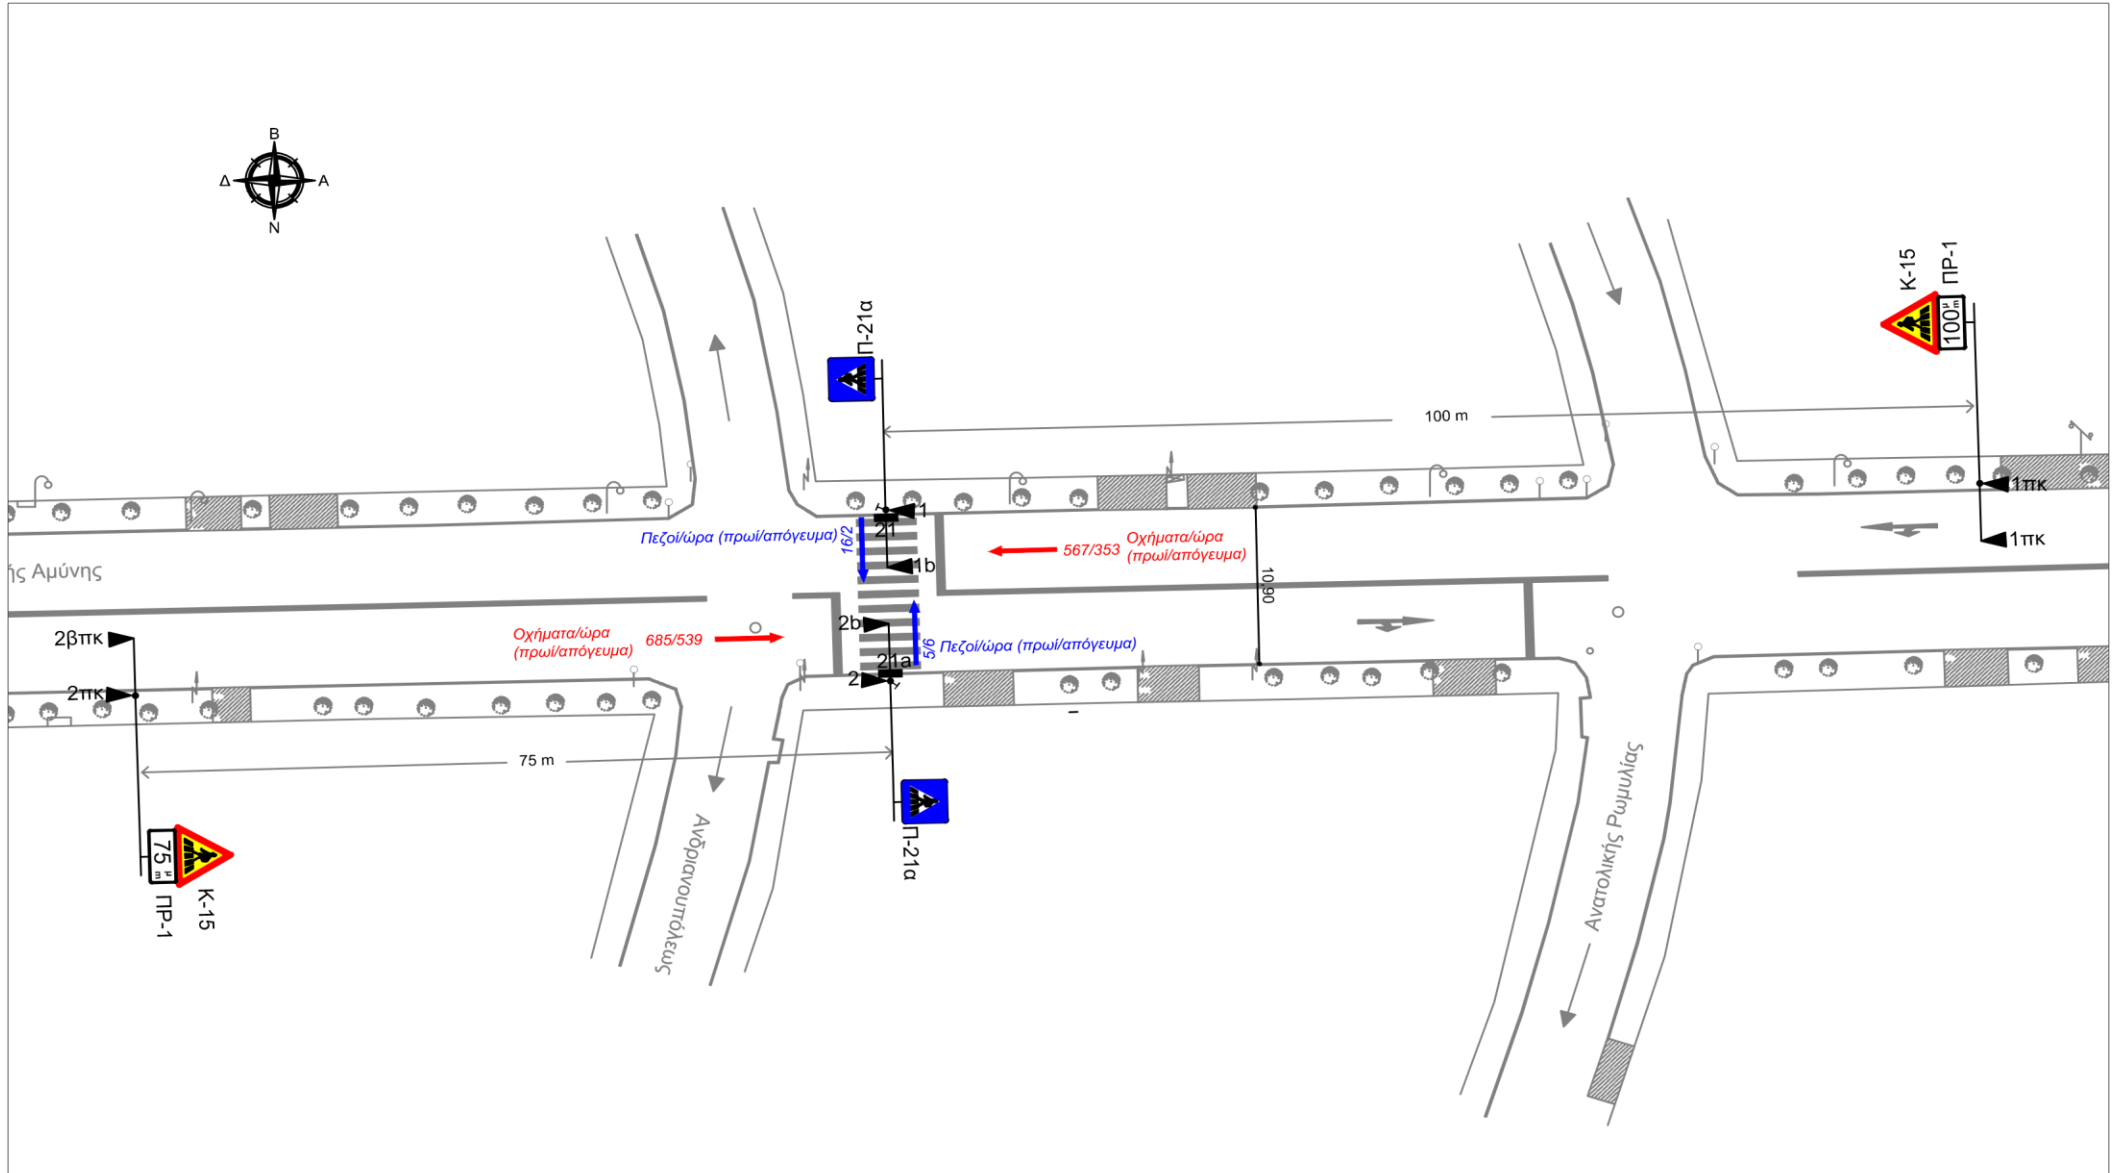 Β
Δ
Α
Ν
Κ-15
ΠΡ-1
100 μ m
Π-21α
100 m
1
21
1πκ
Πεζοί/ώρα (πρωί/απόγευμα)
16/2
567/353
Οχήματα/ώρα
(πρωί/απόγευμα)
1πκ
ής Αμύνης
1b
10,90
2βπκ
Οχήματα/ώρα
(πρωί/απόγευμα)
685/539
2b
5/6
Πεζοί/ώρα (πρωί/απόγευμα)
21a
2
2πκ
75 m
75 μ m
ΠΡ-1
Κ-15
Π-21α
Ανδριανουπόλεως
Ανατολικής Ρωμυλίας